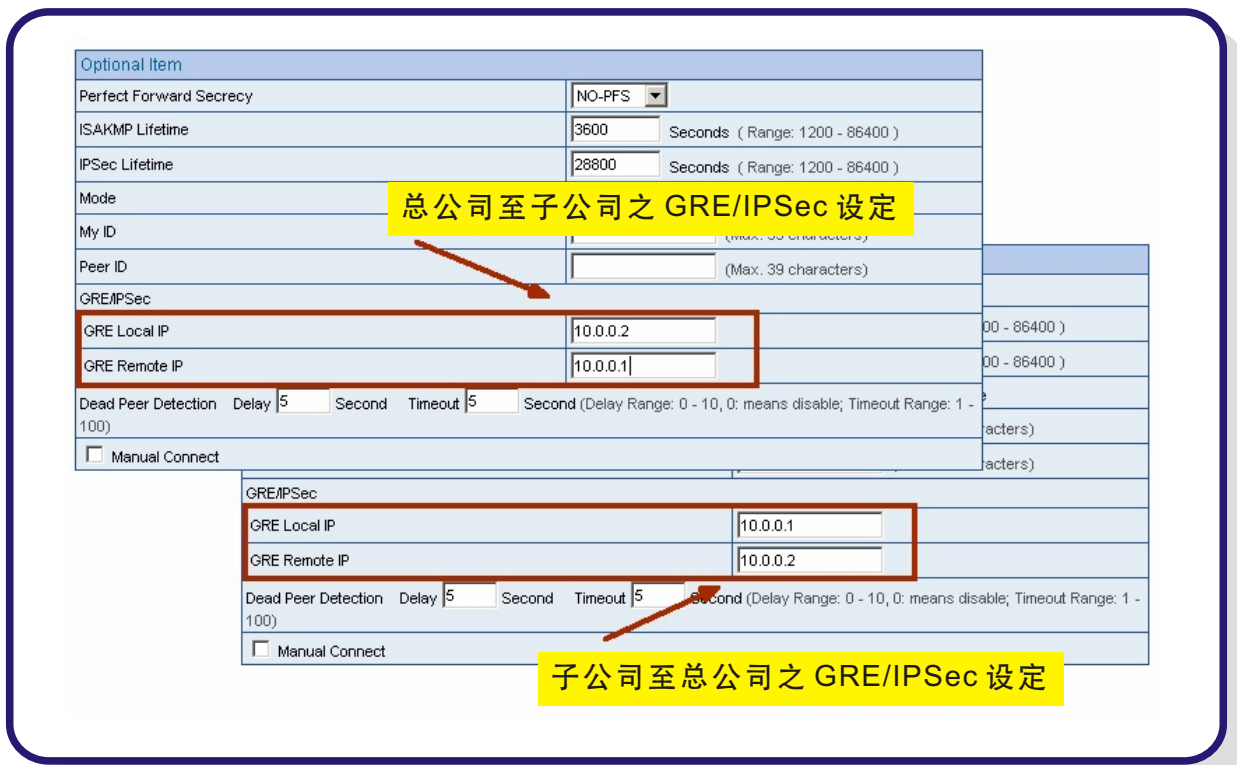 Optional Item
Perfect Forward Secrecy NO-PFS
ISAKMP Lifetime 3600 Seconds ( Range: 1200 - 86400 )
IPSec Lifetime 28800 Seconds ( Range: 1200 - 86400 )
Mode
总公司至子公司之 GRE/IPSec 设定
My ID
Peer ID (Max. 39 characters)
GRE/IPSec
GRE Local IP 10.0.0.2
GRE Remote IP 10.0.0.1
Dead Peer Detection Delay 5 Second Timeout 5 Second (Delay Range: 0 - 10, 0: means disable; Timeout Range: 1 -
100)
Manual Connect
00 - 86400 )
00 - 86400 )
acters)
acters)
GRE/IPSec
GRE Local IP 10.0.0.1
GRE Remote IP 10.0.0.2
Dead Peer Detection Delay 5 Second Timeout 5 Second (Delay Range: 0 - 10, 0: means disable; Timeout Range: 1 -
100)
Manual Connect
子公司至总公司之 GRE/IPSec 设定